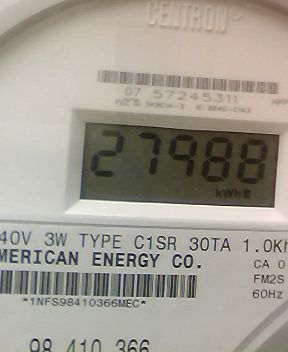 CENTRON®
07 57245311
27988
kWh
40V 3W TYPE C1SR 30TA 1.0Kh
MERICAN ENERGY CO.
CA 0
FM2S
60Hz
*1NFS98410366MEC*
98 410 366